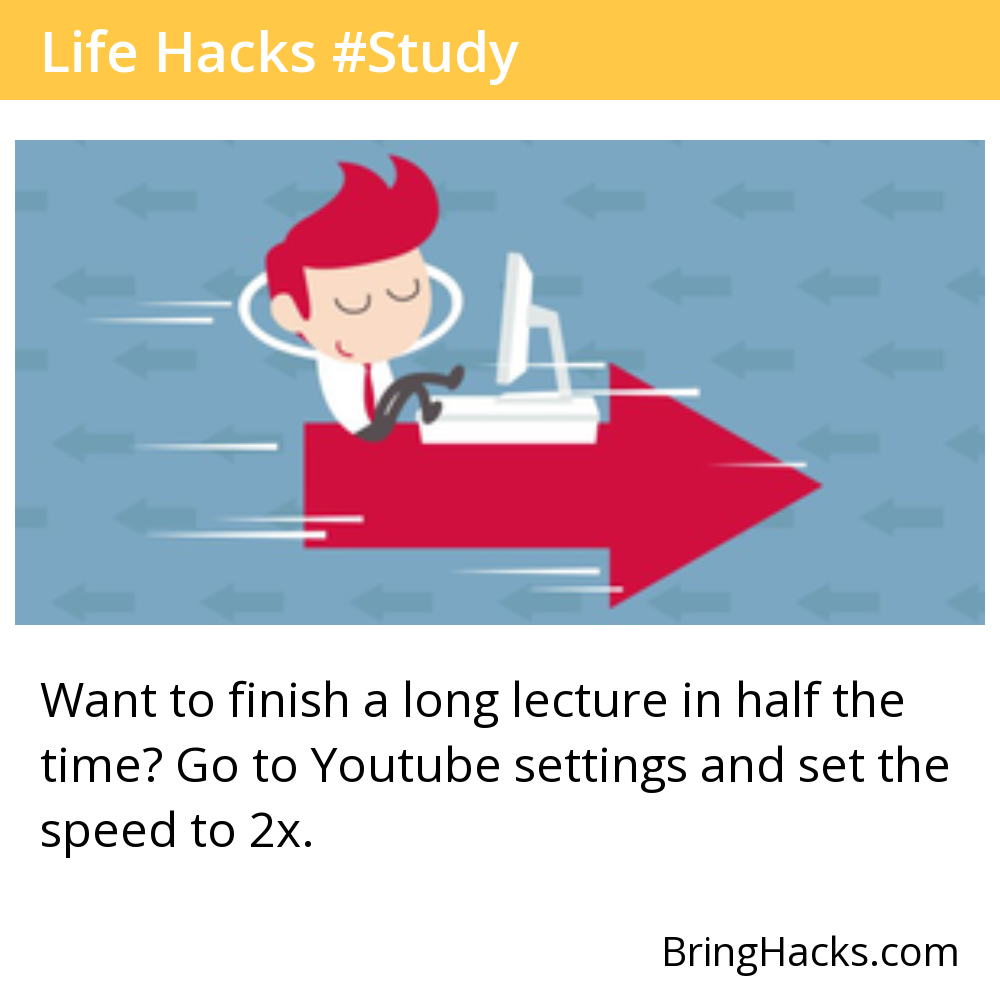 Life Hacks #Study
Want to finish a long lecture in half the
time? Go to Youtube settings and set the
speed to 2x.
BringHacks.com